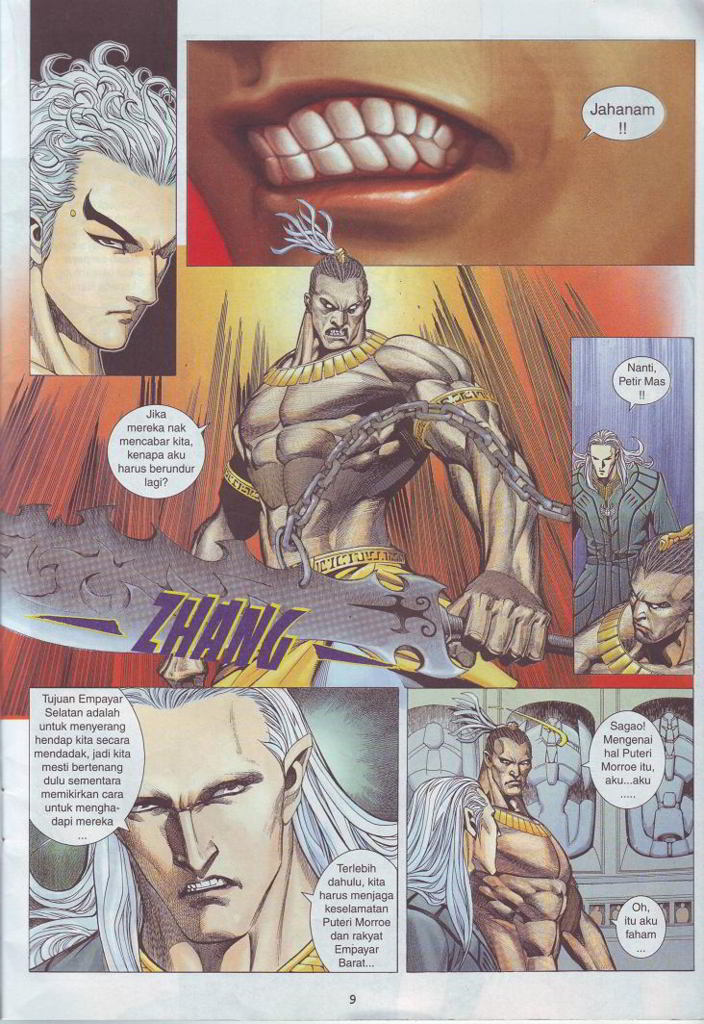 Jahanam
!!
Jika
mereka nak
mencabar kita,
kenapa aku
harus berundur
lagi?
Nanti,
Petir Mas
!!
ZHANG
Tujuan Empayar
Selatan adalah
untuk menyerang
hendap kita secara
mendadak, jadi kita
mesti bertenang
dulu sementara
memikirkan cara
untuk mengha-
dapi mereka
...
Terlebih
dahulu, kita
harus menjaga
keselamatan
Puteri Morroe
dan rakyat
Empayar
Barat...
Sagao!
Mengenai
hal Puteri
Morroe itu,
aku...aku
.....
Oh,
itu aku
faham
...
9